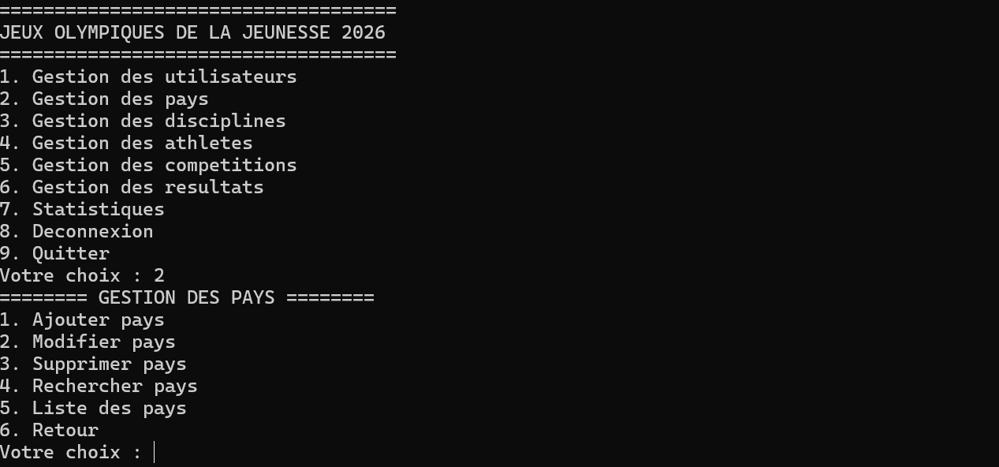 ====================================
JEUX OLYMPIQUES DE LA JEUNESSE 2026
====================================
1. Gestion des utilisateurs
2. Gestion des pays
3. Gestion des disciplines
4. Gestion des athletes
5. Gestion des competitions
6. Gestion des resultats
7. Statistiques
8. Deconnexion
9. Quitter
Votre choix : 2
======== GESTION DES PAYS ========
1. Ajouter pays
2. Modifier pays
3. Supprimer pays
4. Rechercher pays
5. Liste des pays
6. Retour
Votre choix :